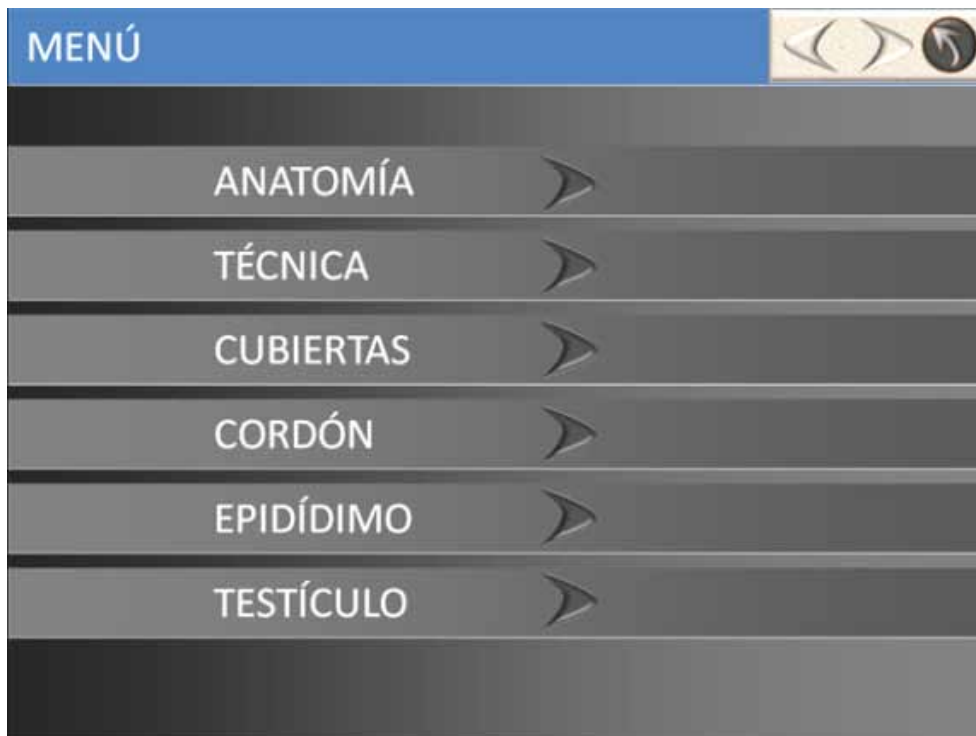 MENÚ
ANATOMÍA
TÉCNICA
CUBIERTAS
CORDÓN
EPIDÍDIMO
TESTÍCULO